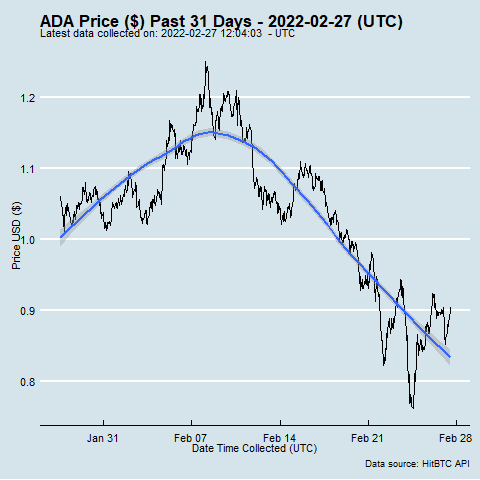 ADA Price ($) Past 31 Days - 2022-02-27 (UTC)
Latest data collected on: 2022-02-27 12:04:03 - UTC
1.2
1.1
1.0
0.9
0.8
Price USD ($)
Jan 31 Feb 07 Feb 14 Feb 21 Feb 28
Date Time Collected (UTC)
Data source: HitBTC API